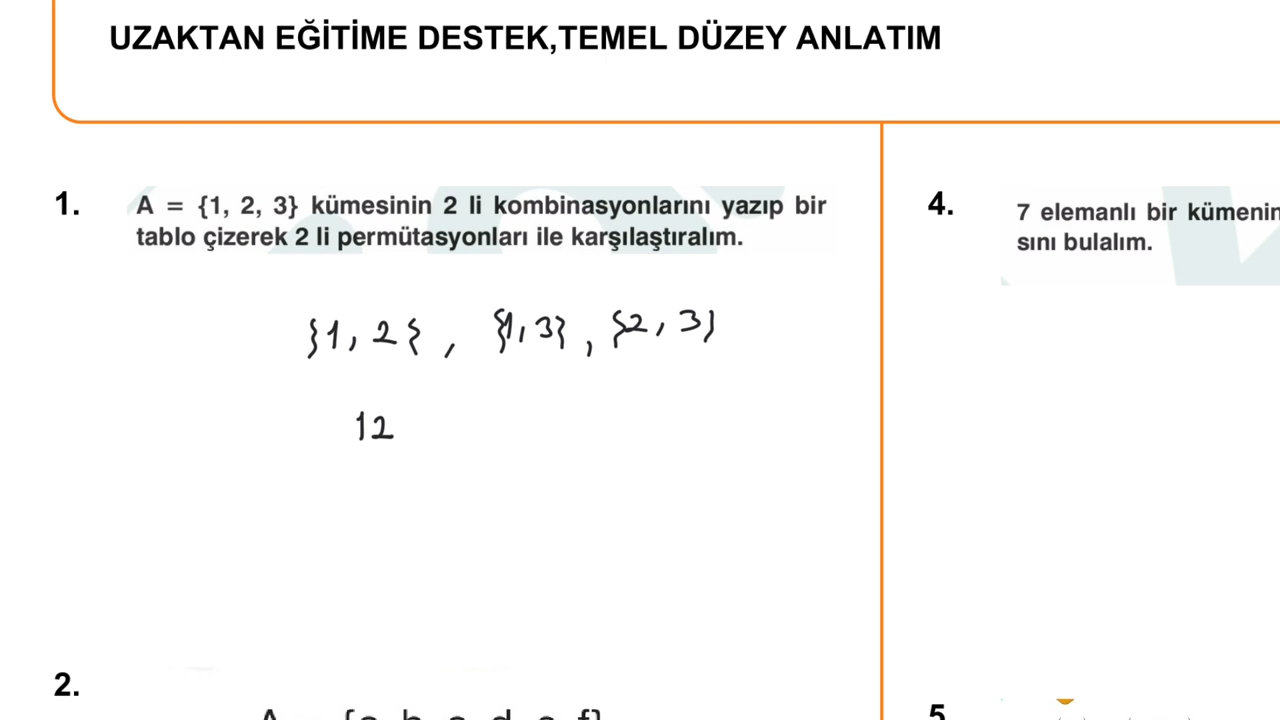 UZAKTAN EĞİTİME DESTEK,TEMEL DÜZEY ANLATIM
1. A = {1, 2, 3} kümesinin 2 li kombinasyonlarını yazıp bir
tablo çizerek 2 li permütasyonları ile karşılaştıralım.
{1, 2} , {1, 3} , {2, 3}
12
2.
4. 7 elemanlı bir kümenin
sını bulalım.
5